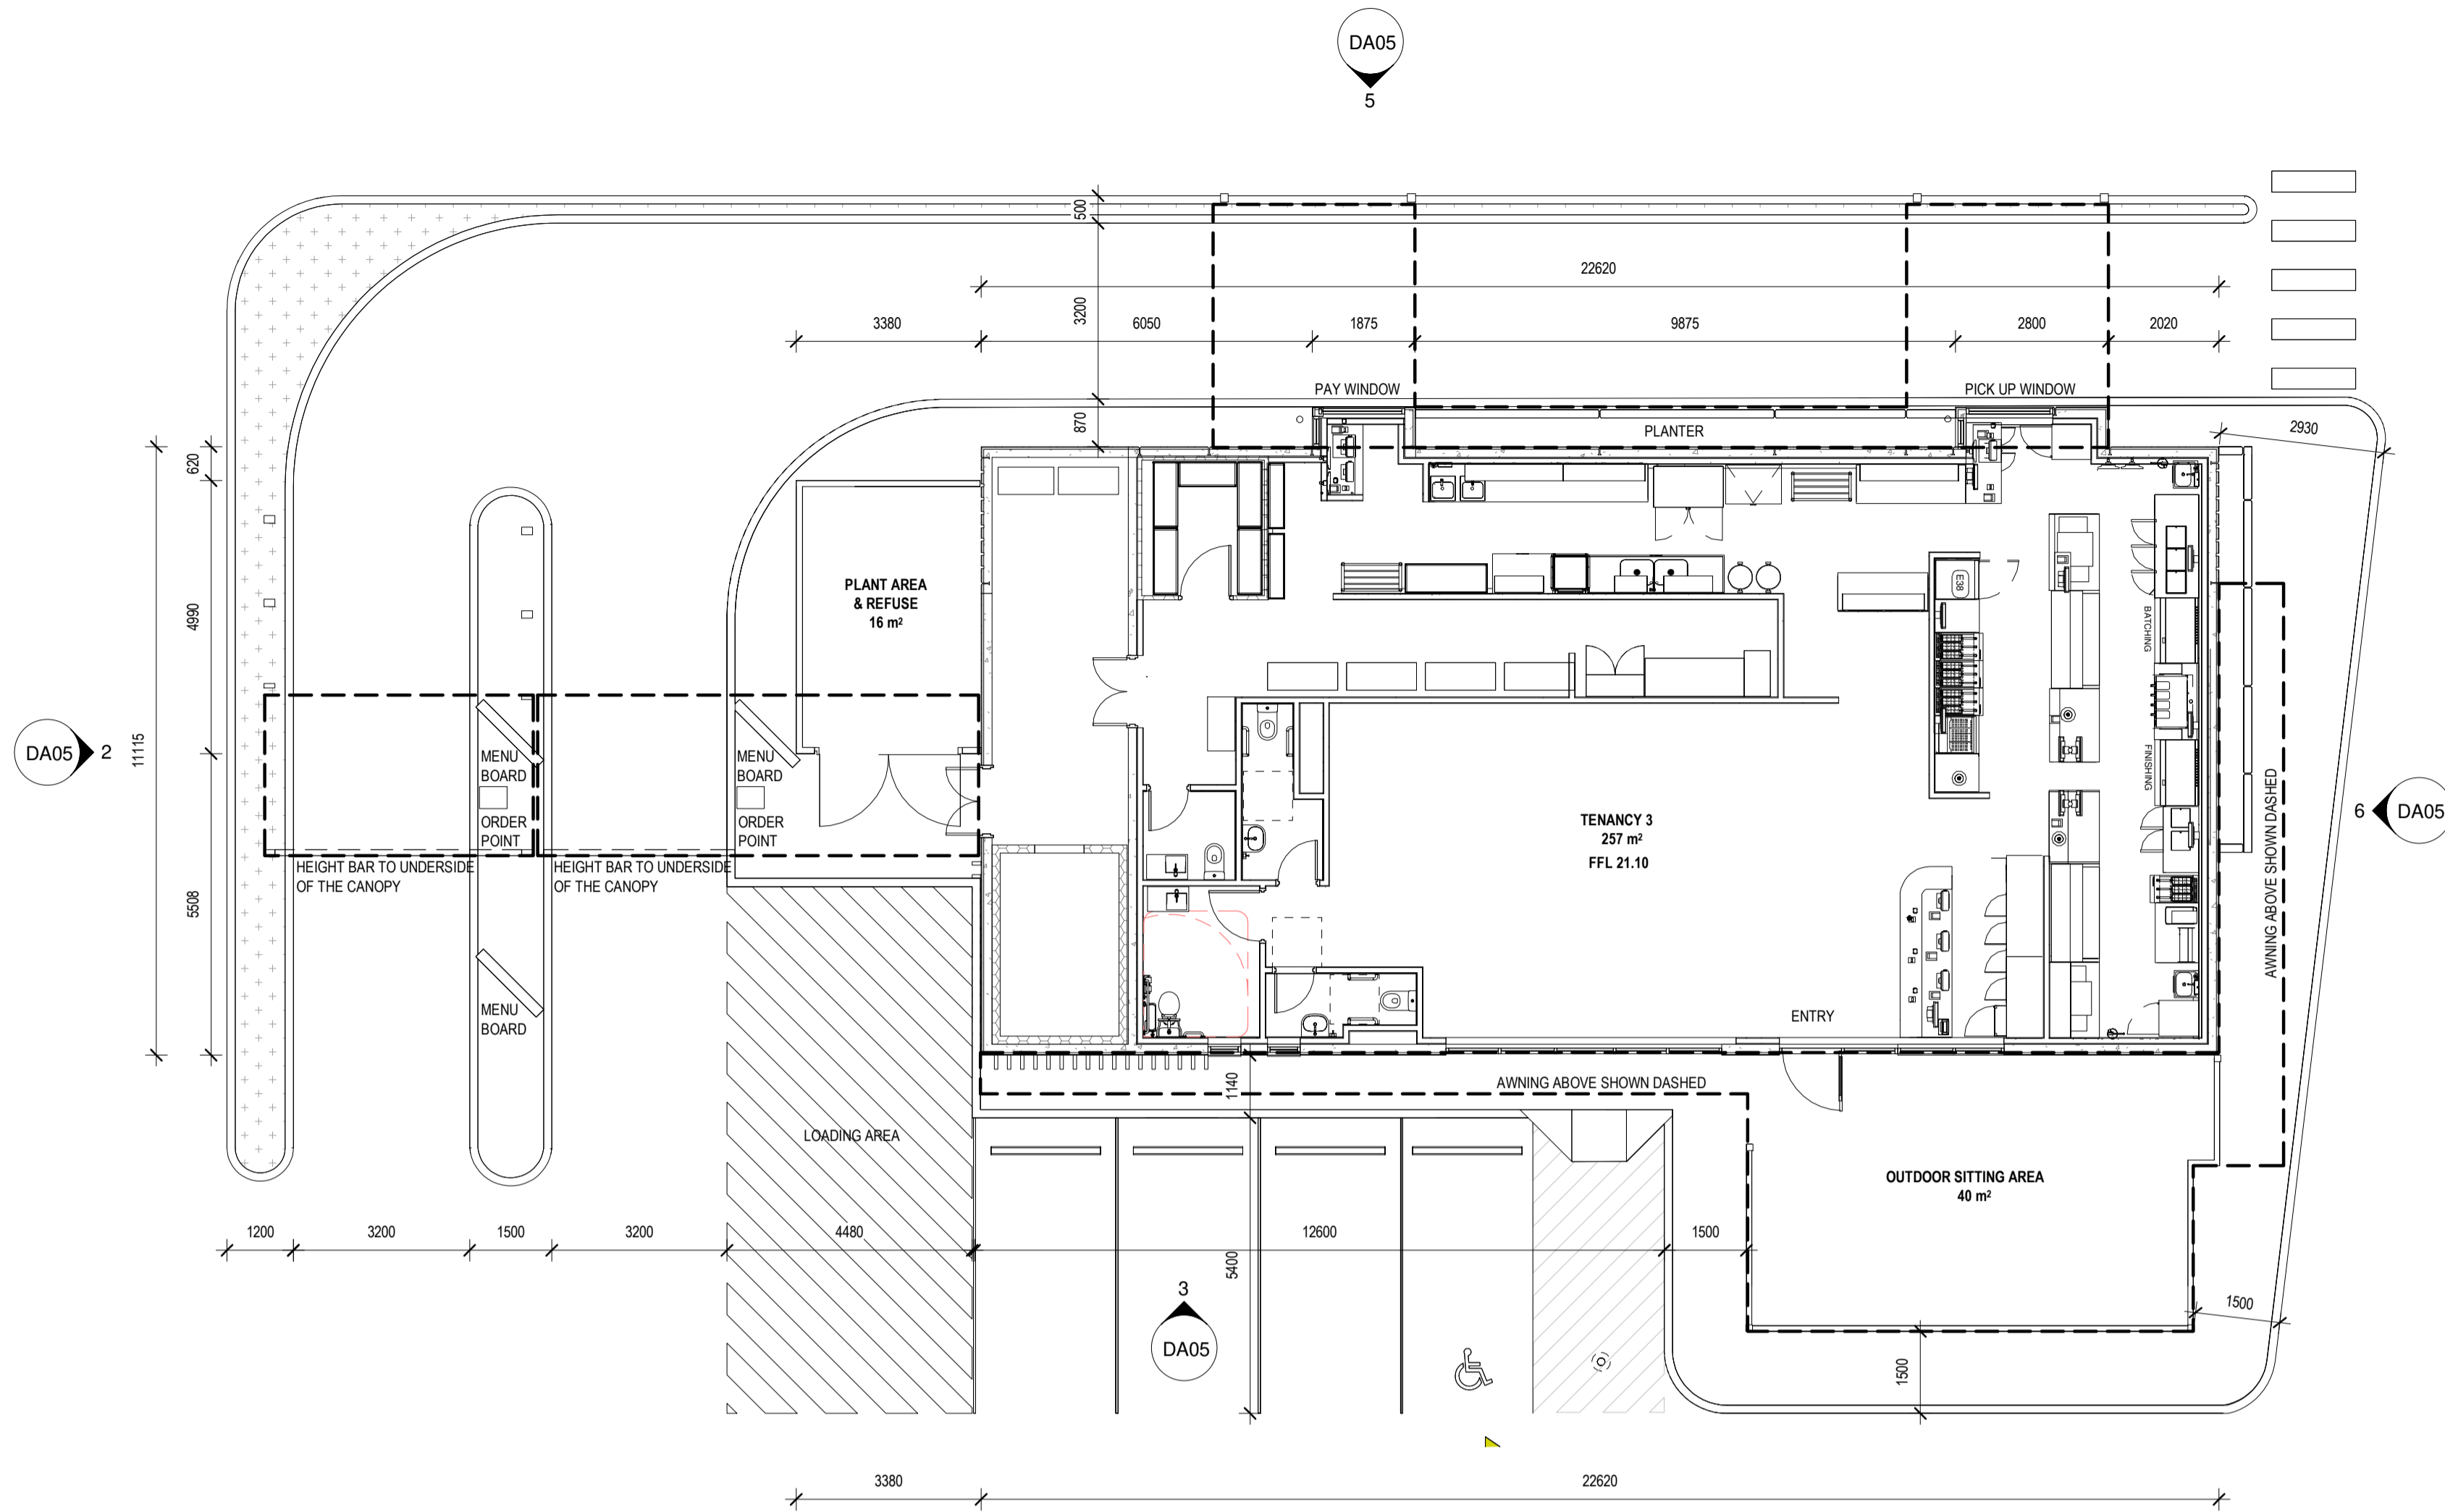 DA05
5
500
22620
3200
3380
6050
1875
9875
2800
2020
PAY WINDOW
PICK UP WINDOW
870
PLANTER
2930
620
11115
4990
5508
PLANT AREA
& REFUSE
16 m²
E38
BATCHING
FINISHING
DA05
2
MENU
BOARD
ORDER
POINT
MENU
BOARD
ORDER
POINT
HEIGHT BAR TO UNDERSIDE
OF THE CANOPY
HEIGHT BAR TO UNDERSIDE
OF THE CANOPY
TENANCY 3
257 m²
FFL 21.10
AWNING ABOVE SHOWN DASHED
6
DA05
MENU
BOARD
ENTRY
1140
AWNING ABOVE SHOWN DASHED
LOADING AREA
OUTDOOR SITTING AREA
40 m²
1200
3200
1500
3200
4480
12600
1500
5400
3
DA05
1500
1500
3380
22620